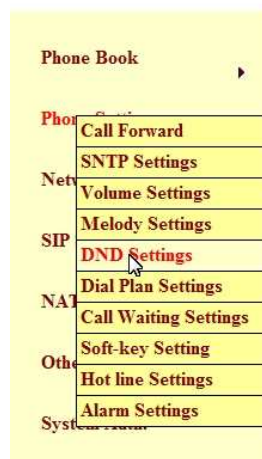 Phone Book
Call Forward
SNTP Settings
Volume Settings
Melody Settings
SIP
DND Settings
Dial Plan Settings
Call Waiting Settings
Soft-key Setting
Hot line Settings
Alarm Settings